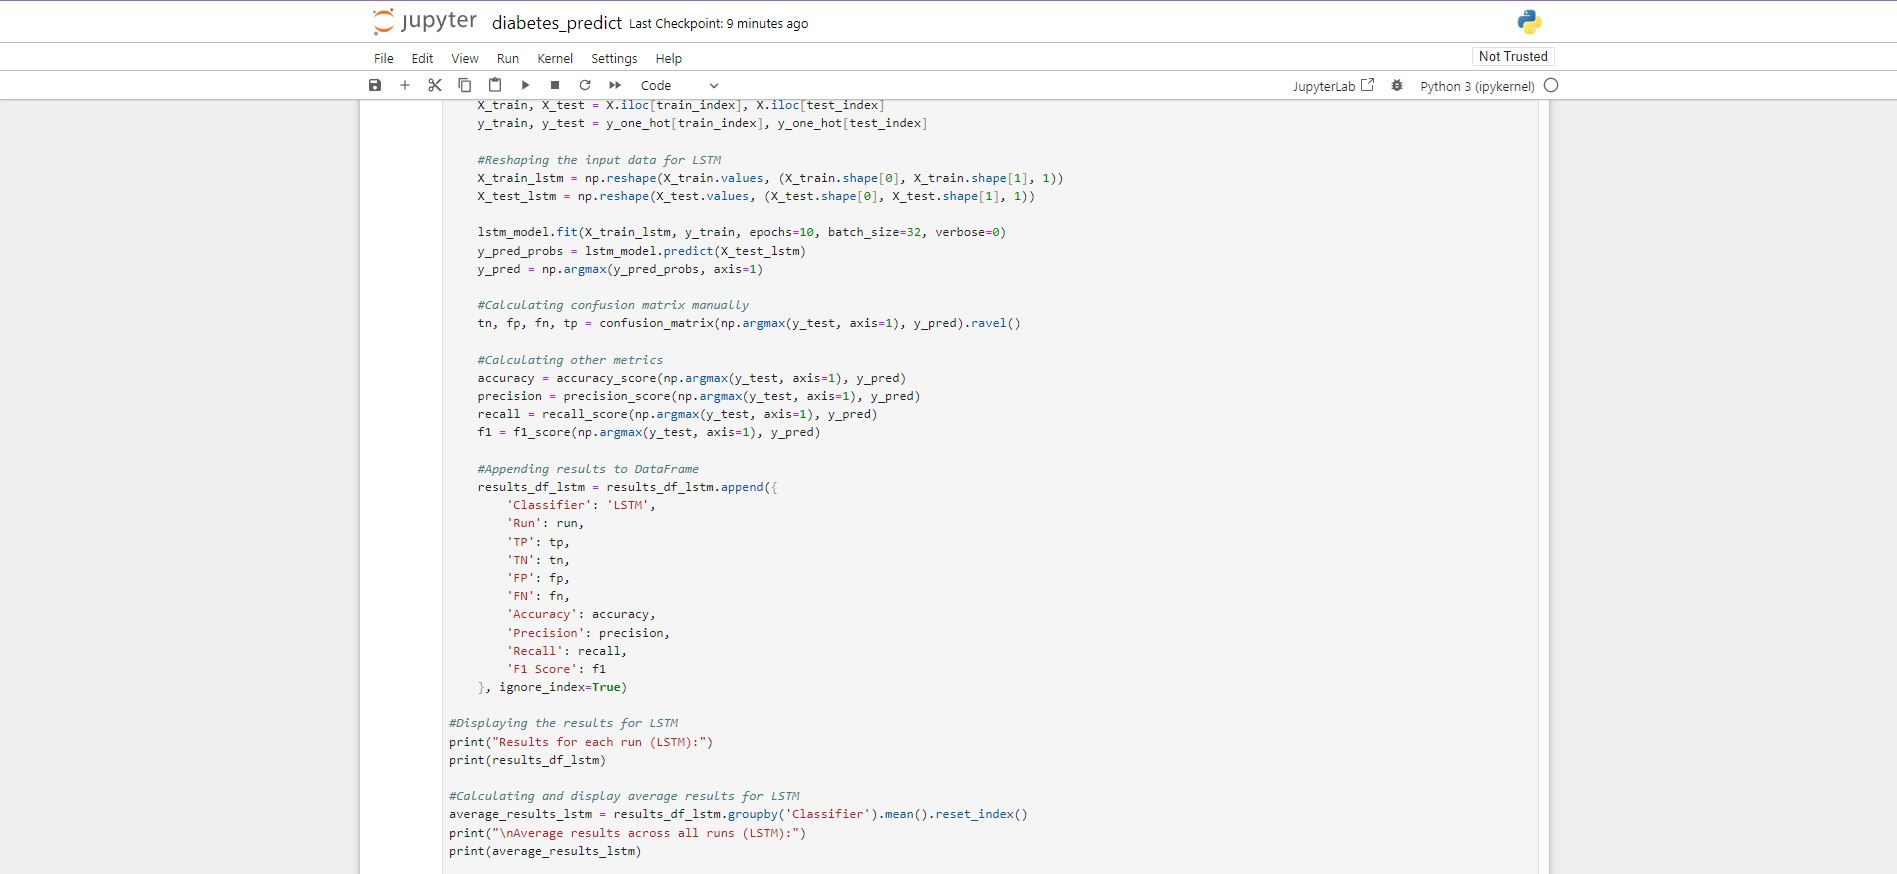 jupyter diabetes_predict Last Checkpoint: 9 minutes ago
File Edit View Run Kernel Settings Help
Not Trusted
Code
JupyterLab Python 3 (ipykernel)
X_train, X_test = X.iloc[train_index], X.iloc[test_index]
y_train, y_test = y_one_hot[train_index], y_one_hot[test_index]
#Reshaping the input data for LSTM
X_train_lstm = np.reshape(X_train.values, (X_train.shape[0], X_train.shape[1], 1))
X_test_lstm = np.reshape(X_test.values, (X_test.shape[0], X_test.shape[1], 1))
lstm_model.fit(X_train_lstm, y_train, epochs=10, batch_size=32, verbose=0)
y_pred_probs = lstm_model.predict(X_test_lstm)
y_pred = np.argmax(y_pred_probs, axis=1)
#Calculating confusion matrix manually
tn, fp, fn, tp = confusion_matrix(np.argmax(y_test, axis=1), y_pred).ravel()
#Calculating other metrics
accuracy = accuracy_score(np.argmax(y_test, axis=1), y_pred)
precision = precision_score(np.argmax(y_test, axis=1), y_pred)
recall = recall_score(np.argmax(y_test, axis=1), y_pred)
f1 = f1_score(np.argmax(y_test, axis=1), y_pred)
#Appending results to DataFrame
results_df_lstm = results_df_lstm.append({
'Classifier': 'LSTM',
'Run': run,
'TP': tp,
'TN': tn,
'FP': fp,
'FN': fn,
'Accuracy': accuracy,
'Precision': precision,
'Recall': recall,
'F1 Score': f1
}, ignore_index=True)
#Displaying the results for LSTM
print("Results for each run (LSTM):")
print(results_df_lstm)
#Calculating and display average results for LSTM
average_results_lstm = results_df_lstm.groupby('Classifier').mean().reset_index()
print("\nAverage results across all runs (LSTM):")
print(average_results_lstm)